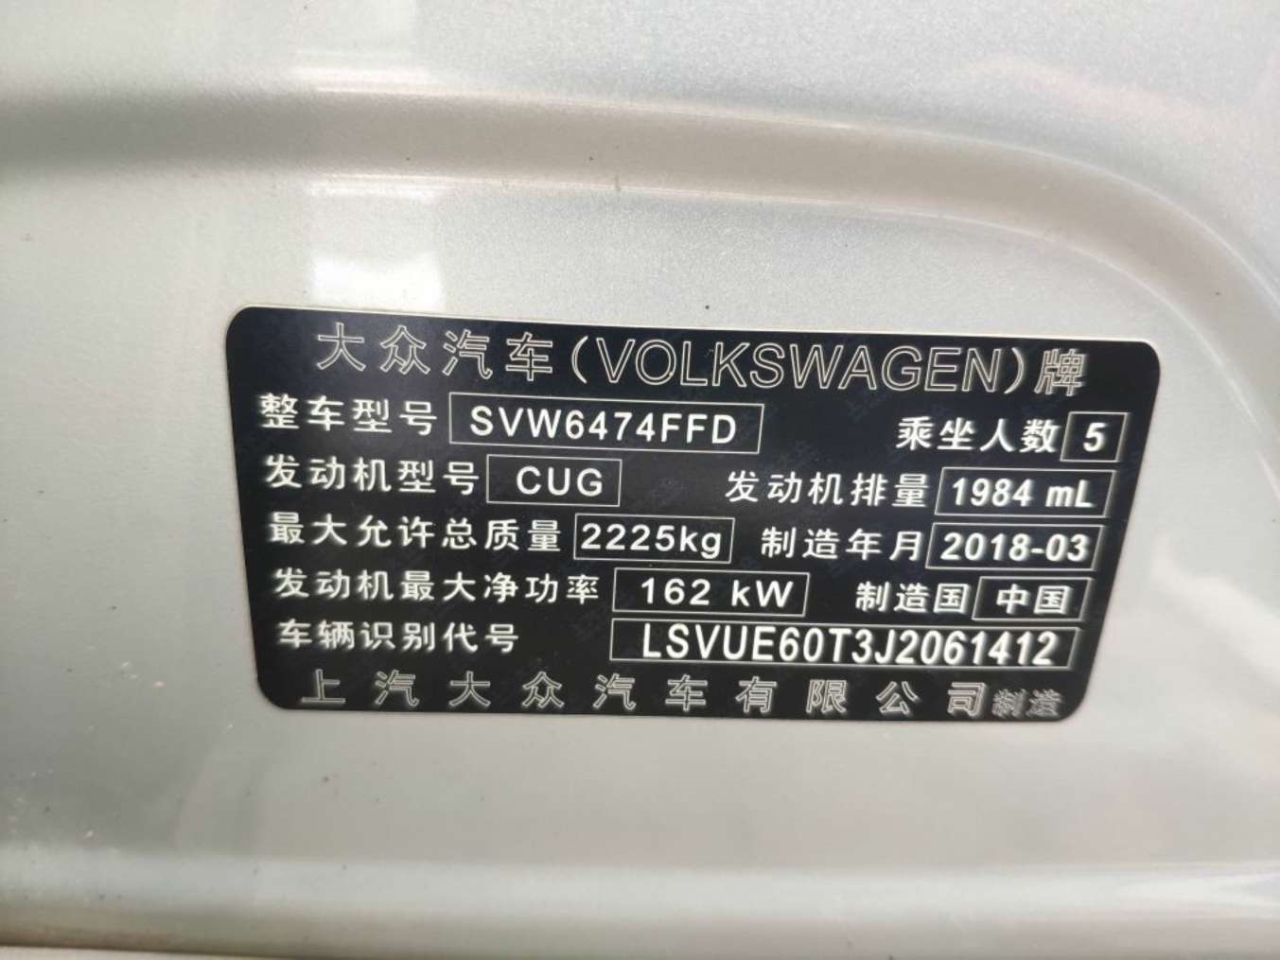 大众汽车(VOLKSWAGEN)牌
整车型号 SVW6474FFD 乘坐人数 5
发动机型号 CUG 发动机排量 1984 mL
最大允许总质量 2225kg 制造年月 2018-03
发动机最大净功率 162 kW 制造国 中国
车辆识别代号 LSVUE60T3J2061412
上汽大众汽车有限公司制造